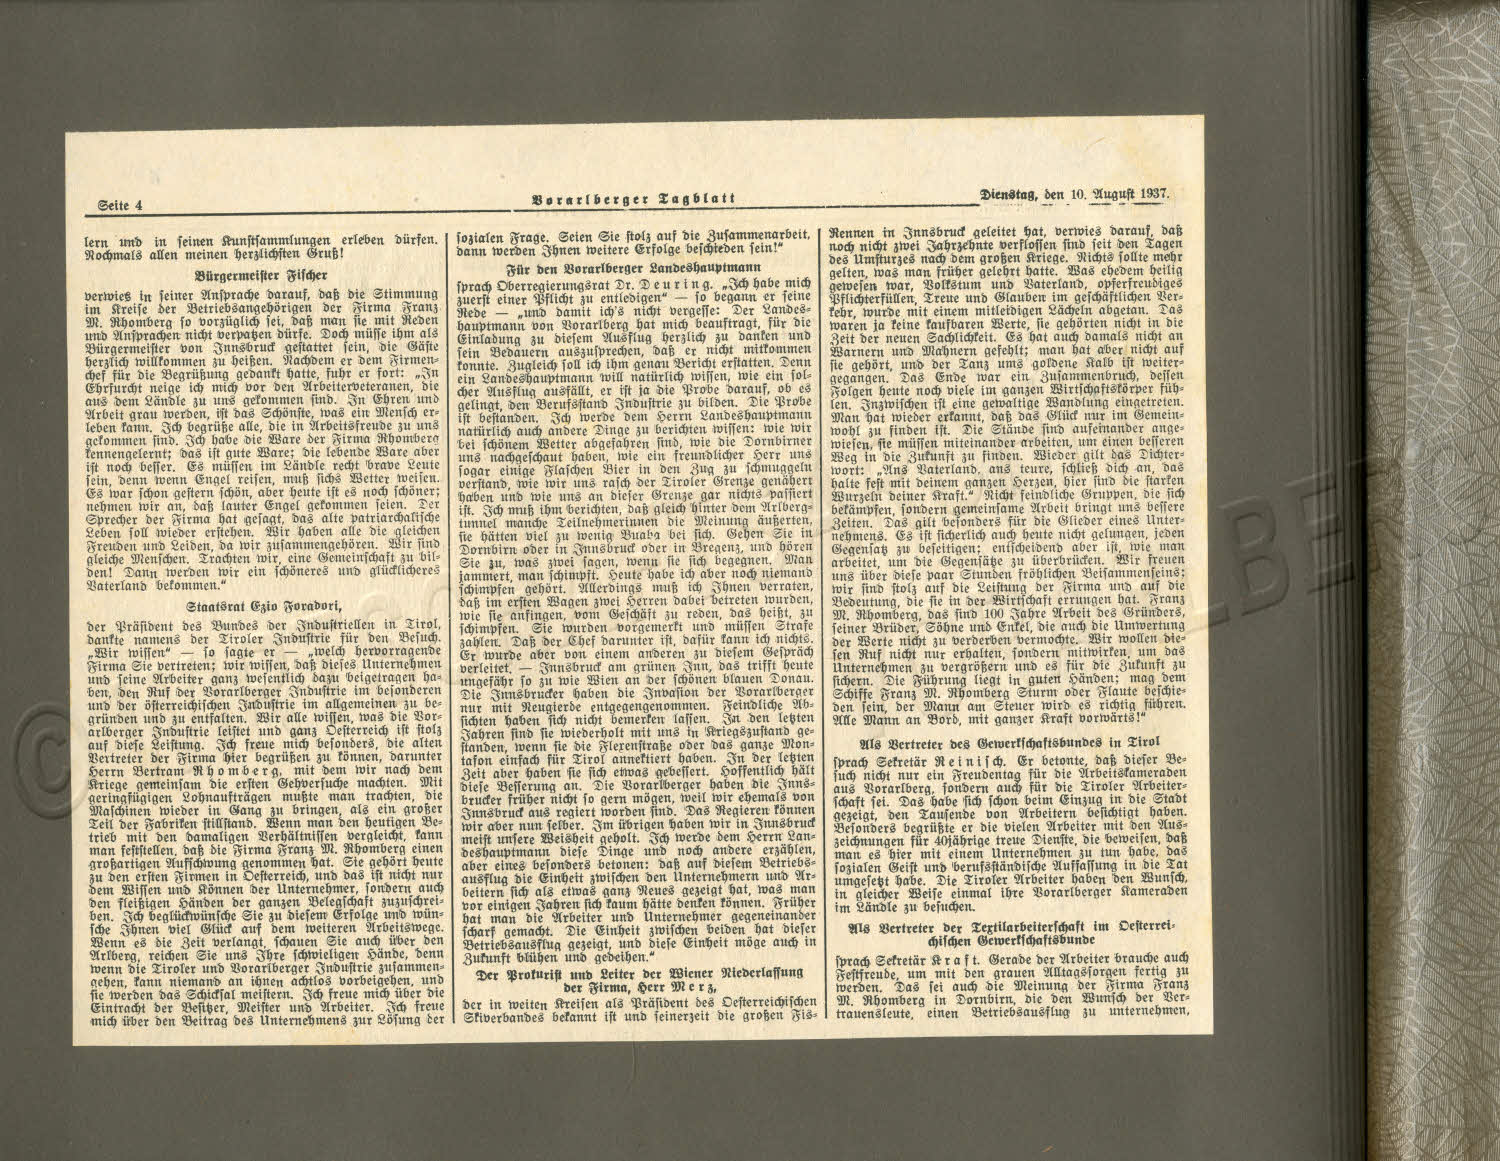 Seite 4
Vorarlberger Tagblatt
Dienstag, den 10. August 1937.
lern und in seinen Kunstsammlungen erleben dürfen.
Nochmals allen meinen herzlichsten Gruß!
Bürgermeister Fischer
verwies in seiner Ansprache darauf, daß die Stimmung
im Kreise der Betriebsangehörigen der Firma Franz
M. Rhomberg so vorzüglich sei, daß man sie mit Reden
und Ansprachen nicht verpatzen dürfe. Doch müsse ihm als
Bürgermeister von Innsbruck gestattet sein, die Gäste
herzlich willkommen zu heißen. Nachdem er dem Firmen-
chef für die Begrüßung gedankt hatte, fuhr er fort: „In
Ehrfurcht neige ich mich vor den Arbeiterveteranen, die
aus dem Ländle zu uns gekommen sind. In Ehren und
Arbeit grau werden, ist das Schönste, was ein Mensch er-
leben kann. Ich begrüße alle, die in Arbeitsfreude zu uns
gekommen sind. Ich habe die Ware der Firma Rhomberg
kennengelernt; das ist gute Ware; die lebende Ware aber
ist noch besser. Es müssen im Ländle recht brave Leute
sein, denn wenn Engel reisen, muß sichs Wetter weisen.
Es war schon gestern schön, aber heute ist es noch schöner;
nehmen wir an, daß lauter Engel gekommen seien. Der
Sprecher der Firma hat gesagt, das alte patriarchalische
Leben soll wieder erstehen. Wir haben alle die gleichen
Freuden und Leiden, da wir zusammengehören. Wir sind
gleiche Menschen. Trachten wir, eine Gemeinschaft zu bil-
den! Dann werden wir ein schöneres und glücklicheres
Vaterland bekommen.“
Staatsrat Ezio Foradori,
der Präsident des Bundes der Industriellen in Tirol,
dankte namens der Tiroler Industrie für den Besuch.
„Wir wissen“ — so sagte er — „welch hervorragende
Firma Sie vertreten; wir wissen, daß dieses Unternehmen
und seine Arbeiter ganz wesentlich dazu beigetragen ha-
ben, den Ruf der Vorarlberger Industrie im besonderen
und der österreichischen Industrie im allgemeinen zu be-
gründen und zu entfalten. Wir alle wissen, was die Vor-
arlberger Industrie leistet und ganz Oesterreich ist stolz
auf diese Leistung. Ich freue mich besonders, die alten
Vertreter der Firma hier begrüßen zu können, darunter
Herrn Bertram Rhomberg, mit dem wir nach dem
Kriege gemeinsam die ersten Gehversuche machten. Mit
geringfügigen Lohnaufträgen mußte man trachten, die
Maschinen wieder in Gang zu bringen, als ein großer
Teil der Fabriken stillstand. Wenn man den heutigen Be-
trieb mit den damaligen Verhältnissen vergleicht, kann
man feststellen, daß die Firma Franz M. Rhomberg einen
großartigen Aufschwung genommen hat. Sie gehört heute
zu den ersten Firmen in Oesterreich, und das ist nicht nur
dem Wissen und Können der Unternehmer, sondern auch
den fleißigen Händen der ganzen Belegschaft zuzuschrei-
ben. Ich beglückwünsche Sie zu diesem Erfolge und wün-
sche Ihnen viel Glück auf dem weiteren Arbeitswege.
Wenn es die Zeit verlangt, schauen Sie auch über den
Arlberg, reichen Sie uns Ihre schwieligen Hände, denn
wenn die Tiroler und Vorarlberger Industrie zusammen-
gehen, kann niemand an ihnen achtlos vorbeigehen, und
sie werden das Schicksal meistern. Ich freue mich über die
Eintracht der Besitzer, Meister und Arbeiter. Ich freue
mich über den Beitrag des Unternehmens zur Lösung der
sozialen Frage. Seien Sie stolz auf die Zusammenarbeit,
dann werden Ihnen weitere Erfolge beschieden sein!“
Für den Vorarlberger Landeshauptmann
sprach Oberregierungsrat Dr. Deuring. „Ich habe mich
zuerst einer Pflicht zu entledigen“ — so begann er seine
Rede — „und damit ich's nicht vergesse: Der Landes-
hauptmann von Vorarlberg hat mich beauftragt, für die
Einladung zu diesem Ausflug herzlich zu danken und
sein Bedauern auszusprechen, daß er nicht mitkommen
konnte. Zugleich soll ich ihm genau Bericht erstatten. Denn
ein Landeshauptmann will natürlich wissen, wie ein sol-
cher Ausflug ausfällt, er ist ja die Probe darauf, ob es
gelingt, den Berufsstand Industrie zu bilden. Die Probe
ist bestanden. Ich werde dem Herrn Landeshauptmann
natürlich auch andere Dinge zu berichten wissen: wie wir
bei schönem Wetter abgefahren sind, wie die Dornbirner
uns nachgeschaut haben, wie ein freundlicher Herr uns
sogar einige Flaschen Bier in den Zug zu schmuggeln
verstand, wie wir uns rasch der Tiroler Grenze genähert
haben und wie uns an dieser Grenze gar nichts passiert
ist. Ich muß ihm berichten, daß gleich hinter dem Arlberg-
tunnel manche Teilnehmerinnen die Meinung äußerten,
sie hätten viel zu wenig Buaba bei sich. Gehen Sie in
Dornbirn oder in Innsbruck oder in Bregenz, und hören
Sie zu, was zwei sagen, wenn sie sich begegnen. Man
jammert, man schimpft. Heute habe ich aber noch niemand
schimpfen gehört. Allerdings muß ich Ihnen verraten,
daß im ersten Wagen zwei Herren dabei betreten wurden,
wie sie anfingen, vom Geschäft zu reden, das heißt, zu
schimpfen. Sie wurden vorgemerkt und müssen Strafe
zahlen. Daß der Chef darunter ist, dafür kann ich nichts.
Er wurde aber von einem anderen zu diesem Gespräch
verleitet. — Innsbruck am grünen Inn, das trifft heute
ungefähr so zu wie Wien an der schönen blauen Donau.
Die Innsbrucker haben die Invasion der Vorarlberger
nur mit Neugierde entgegengenommen. Feindliche Ab-
sichten haben sich nicht bemerken lassen. In den letzten
Jahren sind sie wiederholt mit uns in Kriegszustand ge-
standen, wenn sie die Flexenstraße oder das ganze Mon-
tafon einfach für Tirol annektiert haben. In der letzten
Zeit aber haben sie sich etwas gebessert. Hoffentlich hält
diese Besserung an. Die Vorarlberger haben die Inns-
brucker früher nicht so gern mögen, weil wir ehemals von
Innsbruck aus regiert worden sind. Das Regieren können
wir aber nun selber. Im übrigen haben wir in Innsbruck
meist unsere Weisheit geholt. Ich werde dem Herrn Lan-
deshauptmann diese Dinge und noch andere erzählen,
aber eines besonders betonen: daß auf diesem Betriebs-
ausflug die Einheit zwischen den Unternehmern und Ar-
beitern sich als etwas ganz Neues gezeigt hat, was man
vor einigen Jahren sich kaum hätte denken können. Früher
hat man die Arbeiter und Unternehmer gegeneinander
scharf gemacht. Die Einheit zwischen beiden hat dieser
Betriebsausflug gezeigt, und diese Einheit möge auch in
Zukunft blühen und gedeihen.“
Der Prokurist und Leiter der Wiener Niederlassung
der Firma, Herr Merz,
der in weiten Kreisen als Präsident des Oesterreichischen
Skiverbandes bekannt ist und seinerzeit die großen Fis-
Rennen in Innsbruck geleitet hat, verwies darauf, daß
noch nicht zwei Jahrzehnte verflossen sind seit den Tagen
des Umsturzes nach dem großen Kriege. Nichts sollte mehr
gelten, was man früher gelehrt hatte. Was ehedem heilig
gewesen war, Volkstum und Vaterland, opferfreudiges
Pflichterfüllen, Treue und Glauben im geschäftlichen Ver-
kehr, wurde mit einem mitleidigen Lächeln abgetan. Das
waren ja keine kaufbaren Werte, sie gehörten nicht in die
Zeit der neuen Sachlichkeit. Es hat auch damals nicht an
Warnern und Mahnern gefehlt; man hat aber nicht auf
sie gehört, und der Tanz ums goldene Kalb ist weiter-
gegangen. Das Ende war ein Zusammenbruch, dessen
Folgen heute noch viele im ganzen Wirtschaftskörper füh-
len. Inzwischen ist eine gewaltige Wandlung eingetreten.
Man hat wieder erkannt, daß das Glück nur im Gemein-
wohl zu finden ist. Die Stände sind aufeinander ange-
wiesen, sie müssen miteinander arbeiten, um einen besseren
Weg in die Zukunft zu finden. Wieder gilt das Dichter-
wort: „Ans Vaterland, ans teure, schließ dich an, das
halte fest mit deinem ganzen Herzen, hier sind die starken
Wurzeln deiner Kraft.“ Nicht feindliche Gruppen, die sich
bekämpfen, sondern gemeinsame Arbeit bringt uns bessere
Zeiten. Das gilt besonders für die Glieder eines Unter-
nehmens. Es ist sicherlich auch heute nicht gelungen, jeden
Gegensatz zu beseitigen; entscheidend aber ist, wie man
arbeitet, um die Gegensätze zu überbrücken. Wir freuen
uns über diese paar Stunden fröhlichen Beisammenseins;
wir sind stolz auf die Leistung der Firma und auf die
Bedeutung, die sie in der Wirtschaft errungen hat. Franz
M. Rhomberg, das sind 100 Jahre Arbeit des Gründers,
seiner Brüder, Söhne und Enkel, die auch die Umwertung
der Werte nicht zu verderben vermochte. Wir wollen die-
sen Ruf nicht nur erhalten, sondern mitwirken, um das
Unternehmen zu vergrößern und es für die Zukunft zu
sichern. Die Führung liegt in guten Händen; mag dem
Schiffe Franz M. Rhomberg Sturm oder Flaute beschie-
den sein, der Mann am Steuer wird es richtig führen.
Alle Mann an Bord, mit ganzer Kraft vorwärts!“
Als Vertreter des Gewerkschaftsbundes in Tirol
sprach Sekretär Reinisch. Er betonte, daß dieser Be-
such nicht nur ein Freudentag für die Arbeitskameraden
aus Vorarlberg, sondern auch für die Tiroler Arbeiter-
schaft sei. Das habe sich schon beim Einzug in die Stadt
gezeigt, den Tausende von Arbeitern besichtigt haben.
Besonders begrüßte er die vielen Arbeiter mit den Aus-
zeichnungen für 40jährige treue Dienste, die beweisen, daß
man es hier mit einem Unternehmen zu tun habe, das
sozialen Geist und berufsständische Auffassung in die Tat
umgesetzt habe. Die Tiroler Arbeiter haben den Wunsch,
in gleicher Weise einmal ihre Vorarlberger Kameraden
im Ländle zu besuchen.
Als Vertreter der Textilarbeiterschaft im Oesterrei-
chischen Gewerkschaftsbunde
sprach Sekretär Kraft. Gerade der Arbeiter brauche auch
Festfreude, um mit den grauen Alltagsorgen fertig zu
werden. Das sei auch die Meinung der Firma Franz
M. Rhomberg in Dornbirn, die den Wunsch der Ver-
trauensleute, einen Betriebsausflug zu unternehmen,